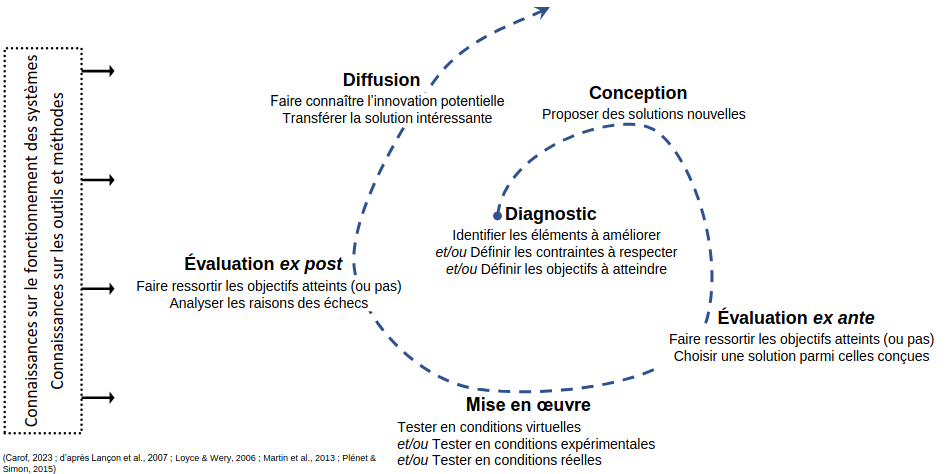 Connaissances sur le fonctionnement des systèmes
Connaissances sur les outils et méthodes
Diffusion
Faire connaître l’innovation potentielle
Transférer la solution intéressante
Conception
Proposer des solutions nouvelles
Diagnostic
Identifier les éléments à améliorer
et/ou Définir les contraintes à respecter
et/ou Définir les objectifs à atteindre
Évaluation ex post
Faire ressortir les objectifs atteints (ou pas)
Analyser les raisons des échecs
Évaluation ex ante
Faire ressortir les objectifs atteints (ou pas)
Choisir une solution parmi celles conçues
Mise en œuvre
Tester en conditions virtuelles
et/ou Tester en conditions expérimentales
et/ou Tester en conditions réelles
(Carof, 2023 ; d’après Lançon et al., 2007 ; Loyce & Wery, 2006 ; Martin et al., 2013 ; Plénet &
Simon, 2015)